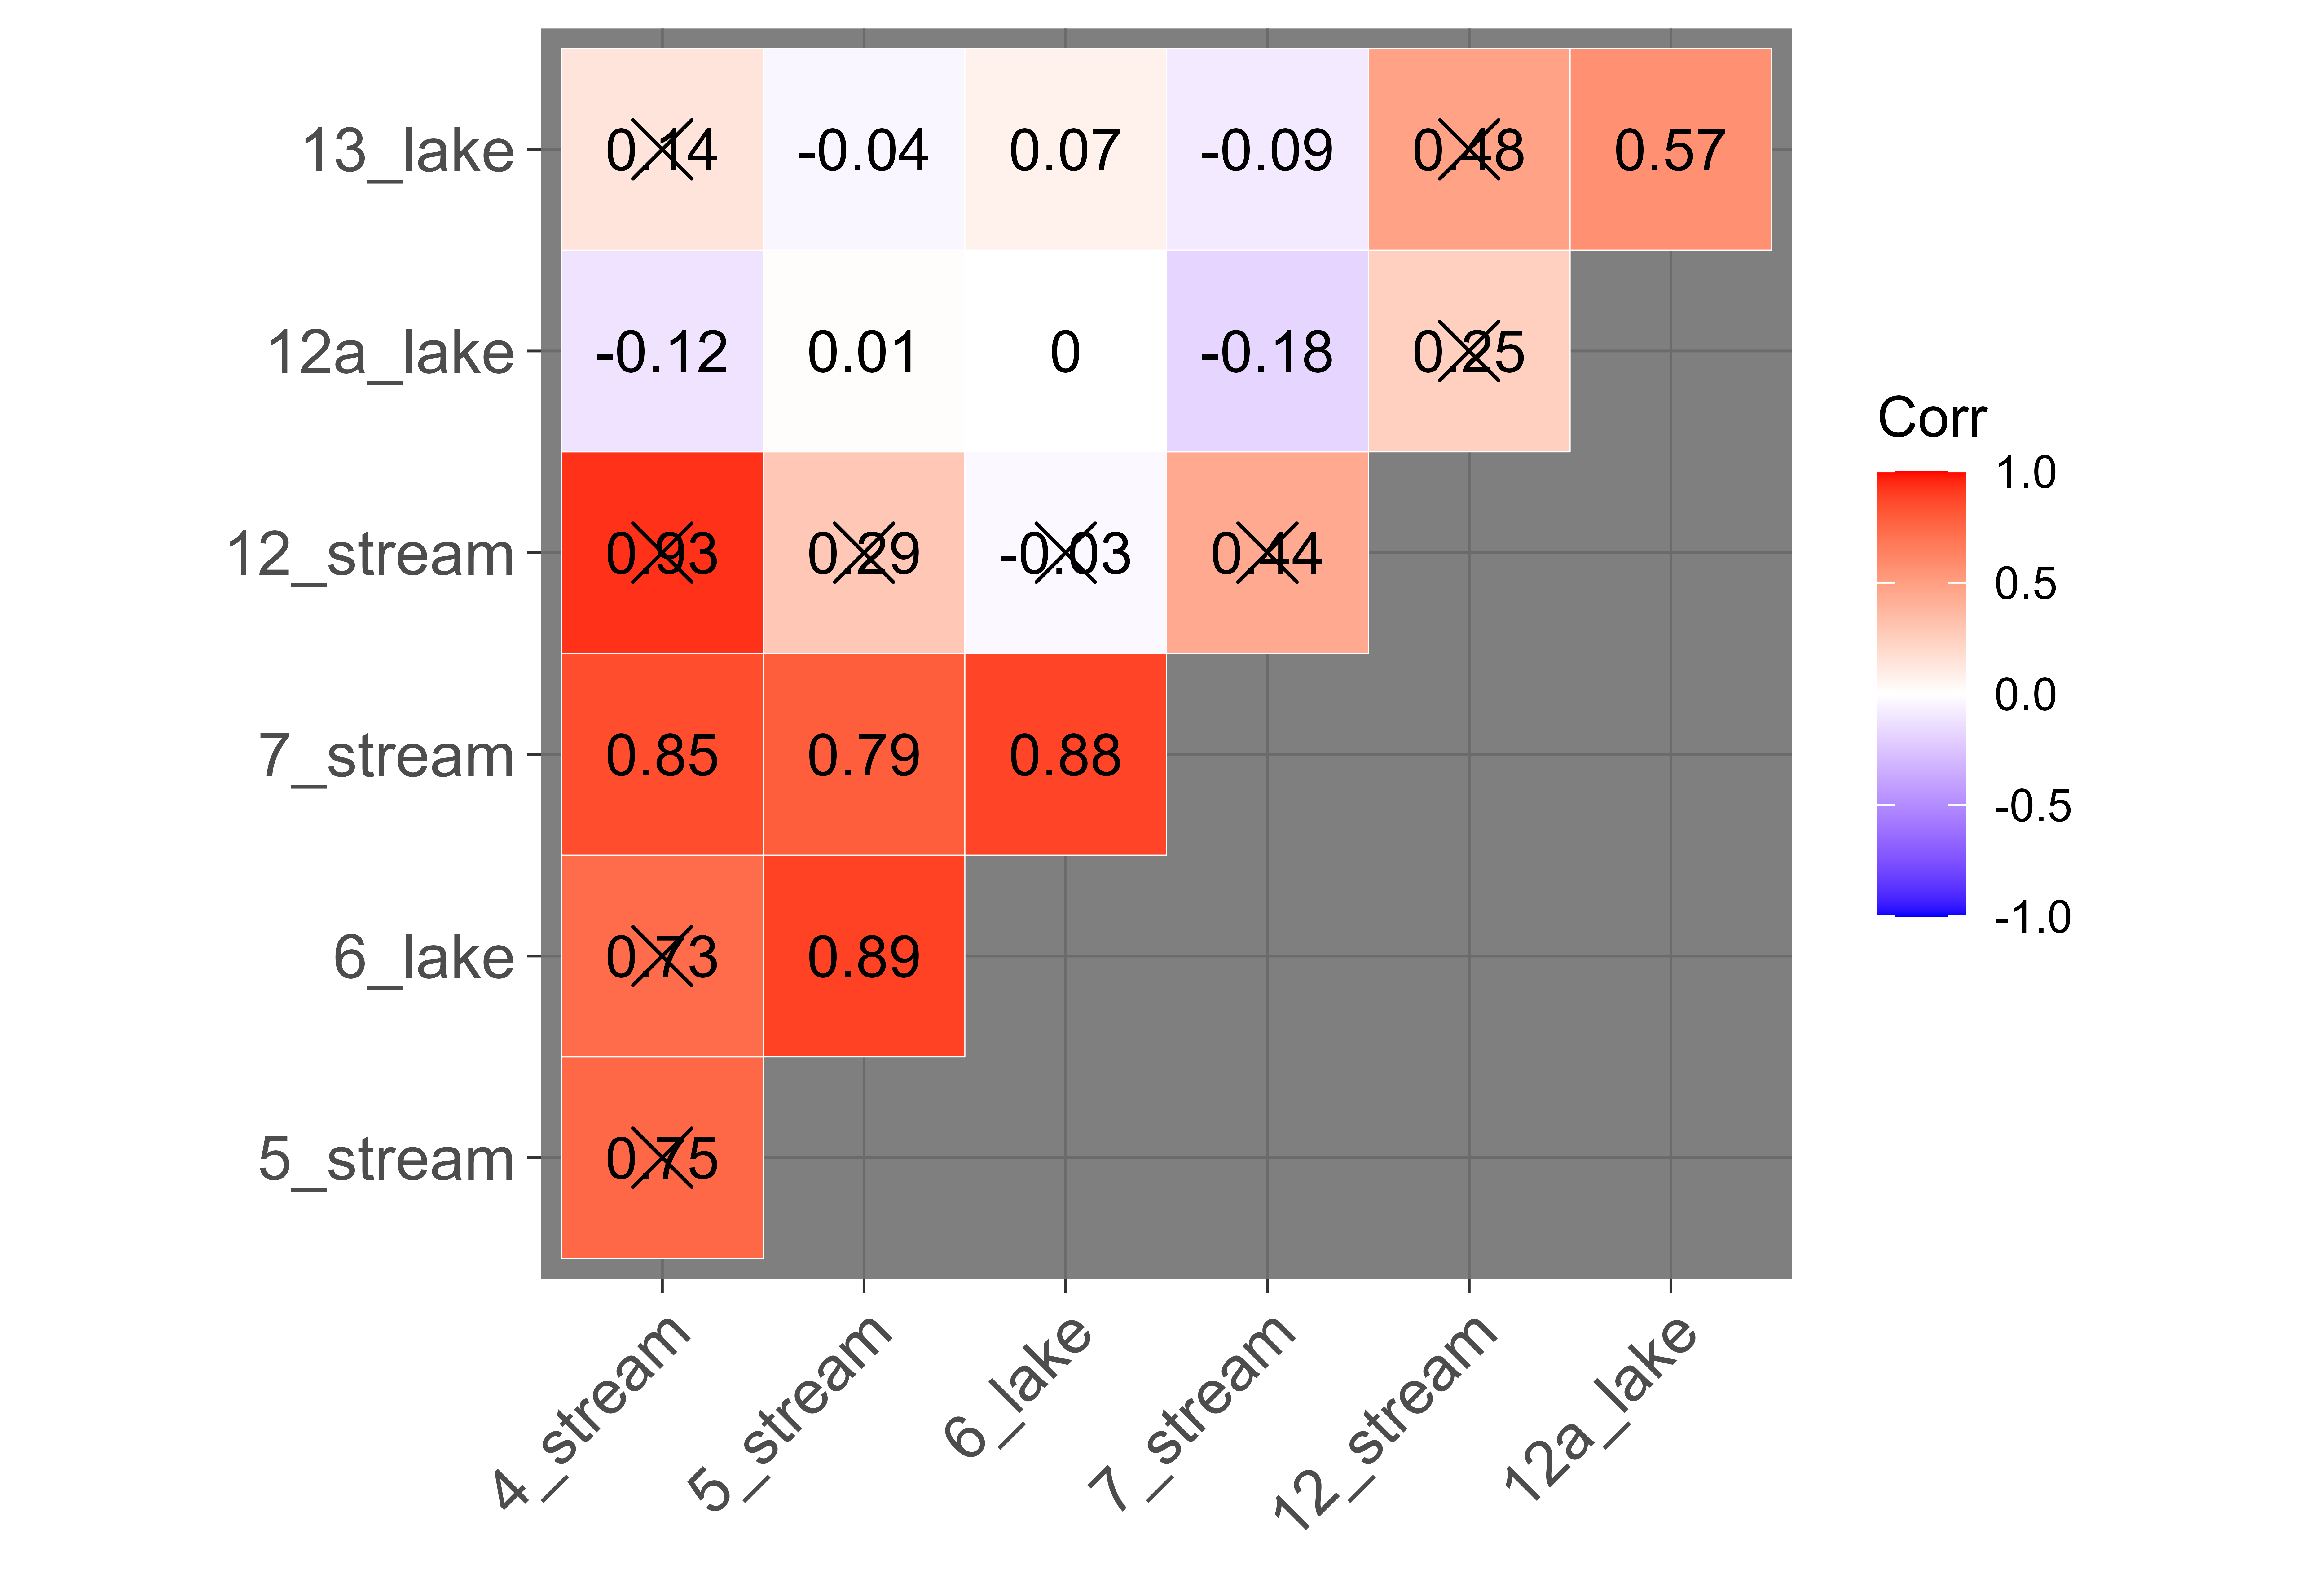 13_lake 0.14 -0.04 0.07 -0.09 0.48 0.57
12a_lake -0.12 0.01 0 -0.18 0.25
12_stream 0.93 0.29 -0.03 0.44
7_stream 0.85 0.79 0.88
6_lake 0.73 0.89
5_stream 0.75
4_stream 5_stream 6_lake 7_stream 12_stream 12a_lake
Corr
1.0
0.5
0.0
-0.5
-1.0